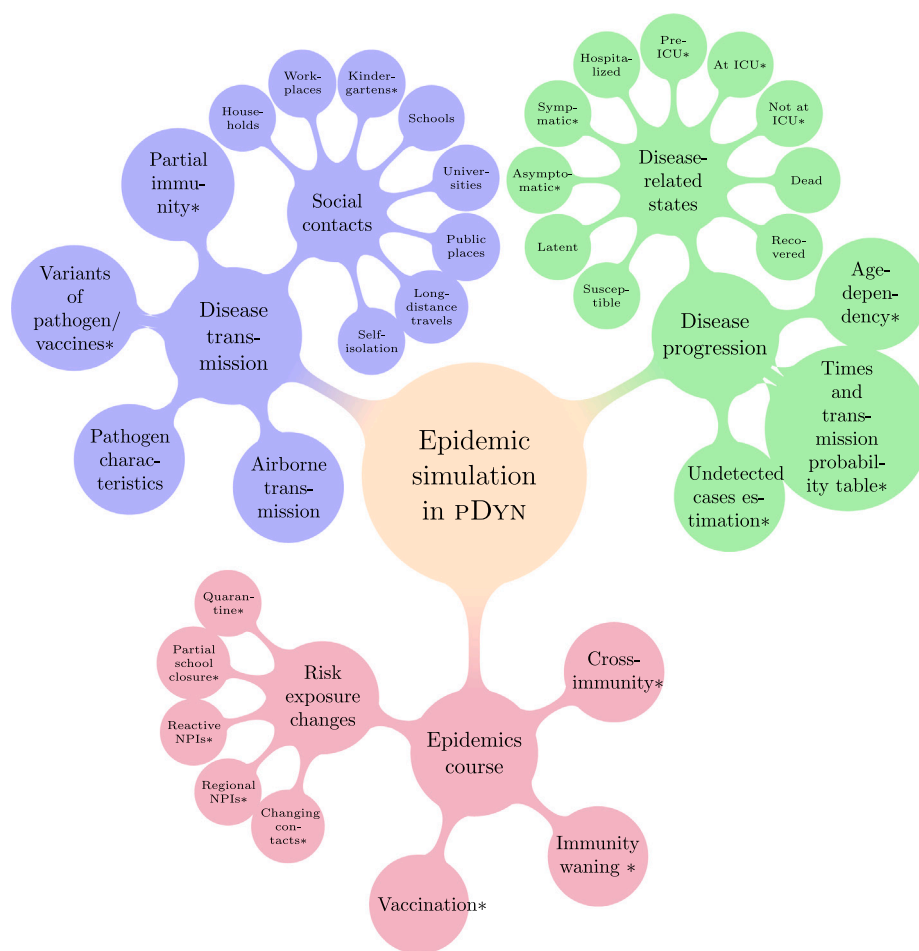 Epidemic
simulation
in pDyn
Disease
trans-
mission
Partial
immu-
nity*
Variants
of
pathogen/
vaccines*
Pathogen
charac-
teristics
Airborne
trans-
mission
Social
contacts
House-
holds
Work-
places
Kinder-
gartens*
Schools
Univer-
sities
Public
places
Long-
distance
travels
Self-
isolation
Disease
progression
Disease-
related
states
Suscep-
tible
Latent
Asympto-
matic*
Symp-
matic*
Hospita-
lized
Pre-
ICU*
At ICU*
Not at
ICU*
Dead
Reco-
vered
Age-
depen-
dency*
Times
and
trans-
mission
probabil-
ity table*
Undetected
cases es-
timation*
Epidemics
course
Risk
exposure
changes
Quaran-
tine*
Partial
school
closure*
Reactive
NPIs*
Regional
NPIs*
Changing
con-
tacts*
Vaccination*
Immunity
waning *
Cross-
immunity*